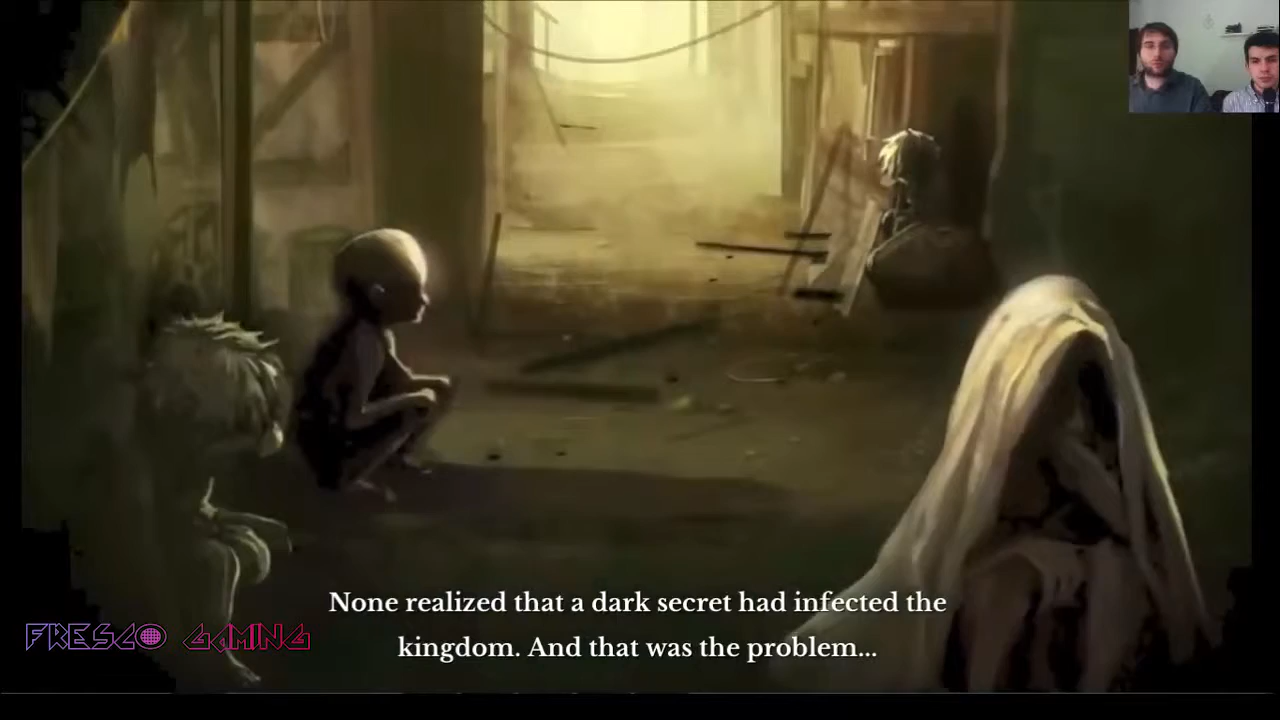 None realized that a dark secret had infected the
kingdom. And that was the problem...
FRESCO GAMING